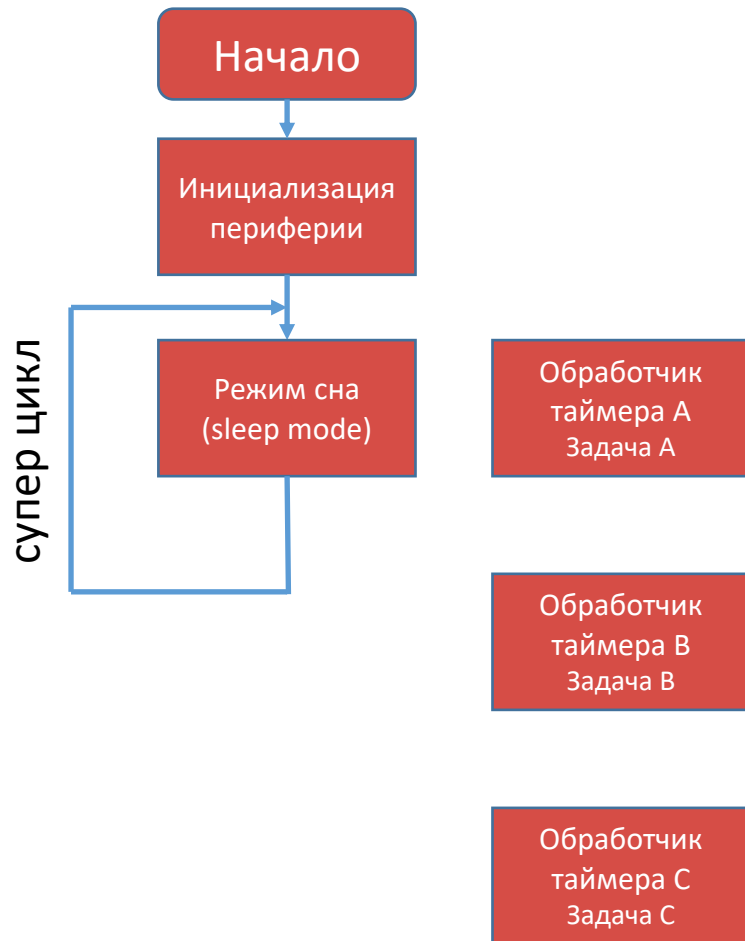 Начало
Инициализация
периферии
супер цикл
Режим сна
(sleep mode)
Обработчик
таймера А
Задача А
Обработчик
таймера В
Задача В
Обработчик
таймера С
Задача С